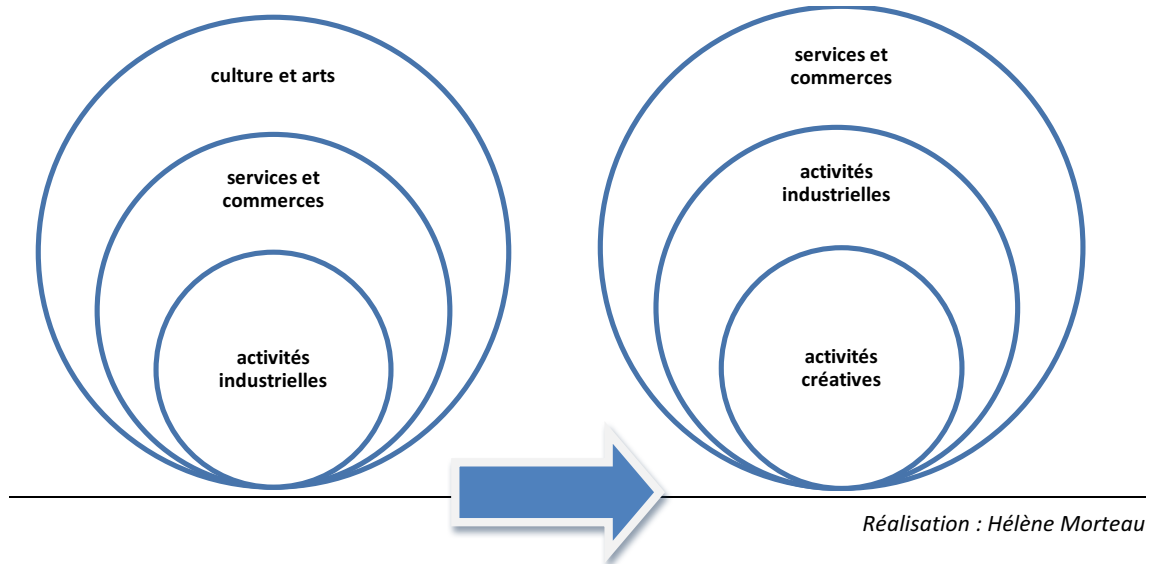 culture et arts
services et
commerces
activités
industrielles
services et
commerces
activités
industrielles
activités
créatives
Réalisation : Hélène Morteau